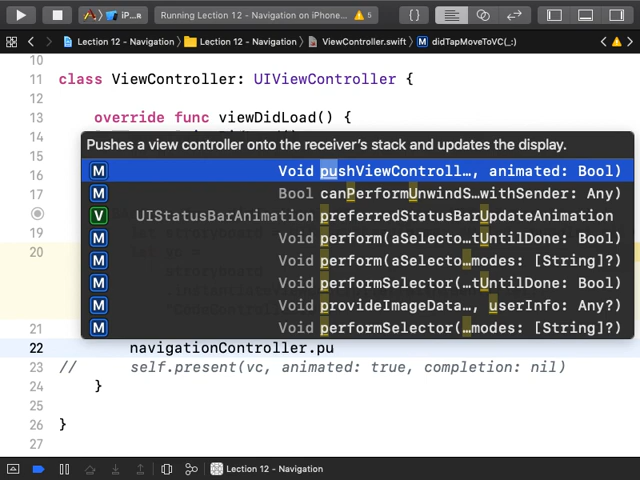 iP...R
Running Lection 12 - Navigation on iPhone...
5
Lection 12 - Navigation
Lection 12 - Navigation
ViewController.swift
M didTapMoveToVC(_:)
10
11 class ViewController: UIViewController {
12
13 override func viewDidLoad() {
14
Pushes a view controller onto the receiver's stack and updates the display.
M Void pushViewControll…, animated: Bool)
16
M Bool canPerformUnwindS…withSender: Any)
17
V UIStatusBarAnimation preferredStatusBarUpdateAnimation
M Void perform(aSelecto…tUntilDone: Bool)
20
M Void perform(aSelecto…modes: [String]?)
M Void performSelector(…tUntilDone: Bool)
M Void provideImageData…, userInfo: Any?)
21
M Void performSelector(…modes: [String]?)
22 navigationController.pu
23 // self.present(vc, animated: true, completion: nil)
24 }
25
26 }
27
Lection 12 - Navigation